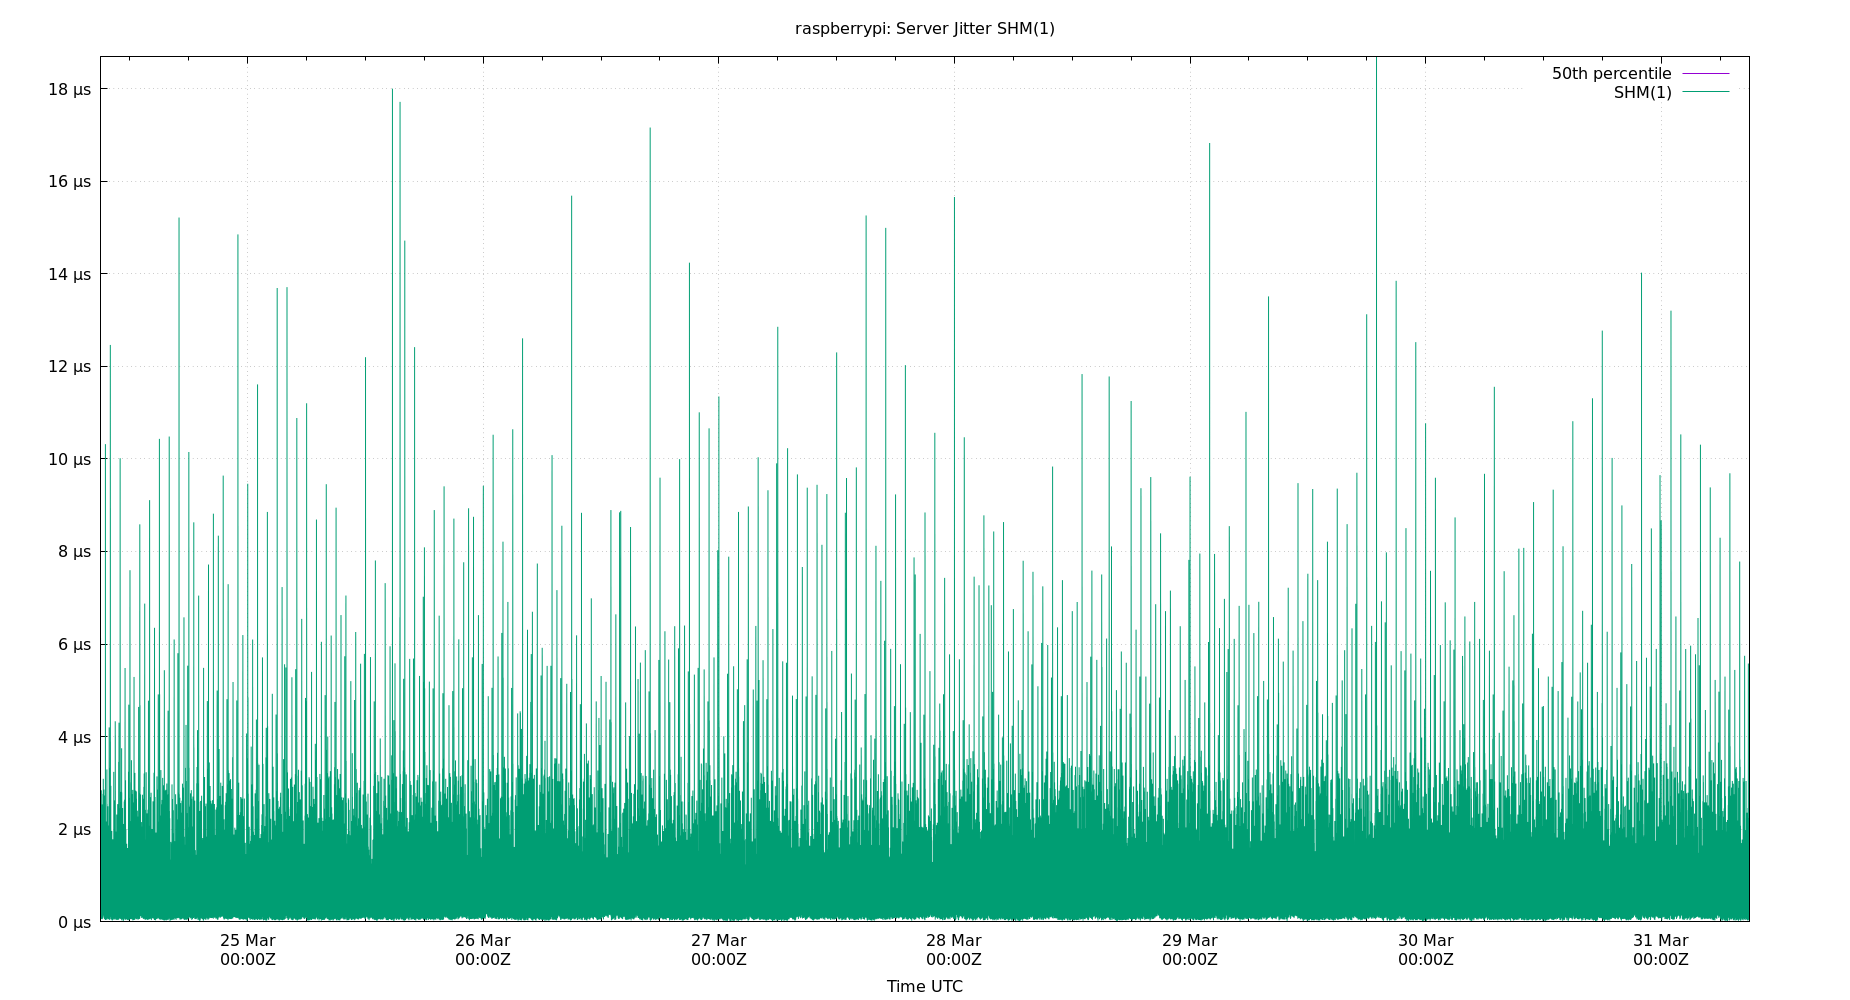 raspberrypi: Server Jitter SHM(1)
50th percentile
SHM(1)
18 µs
16 µs
14 µs
12 µs
10 µs
8 µs
6 µs
4 µs
2 µs
0 µs
25 Mar 26 Mar 27 Mar 28 Mar 29 Mar 30 Mar 31 Mar
00:00Z 00:00Z 00:00Z 00:00Z 00:00Z 00:00Z 00:00Z
Time UTC